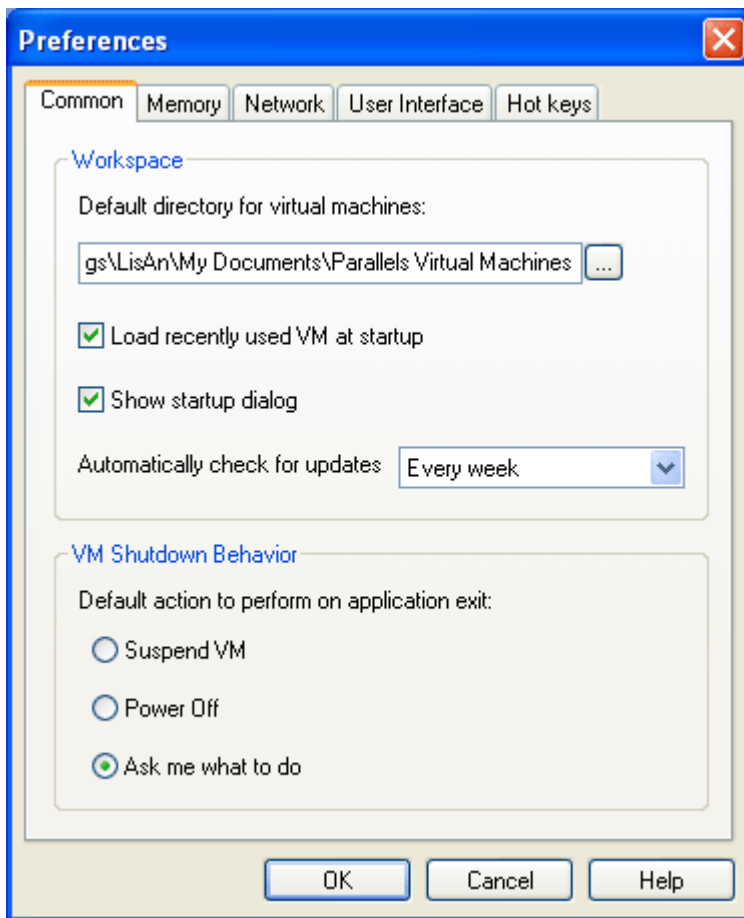 Preferences
Common Memory Network User Interface Hot keys
Workspace
Default directory for virtual machines:
gs\LisAn\My Documents\Parallels Virtual Machines ...
Load recently used VM at startup
Show startup dialog
Automatically check for updates Every week
VM Shutdown Behavior
Default action to perform on application exit:
Suspend VM
Power Off
Ask me what to do
OK Cancel Help